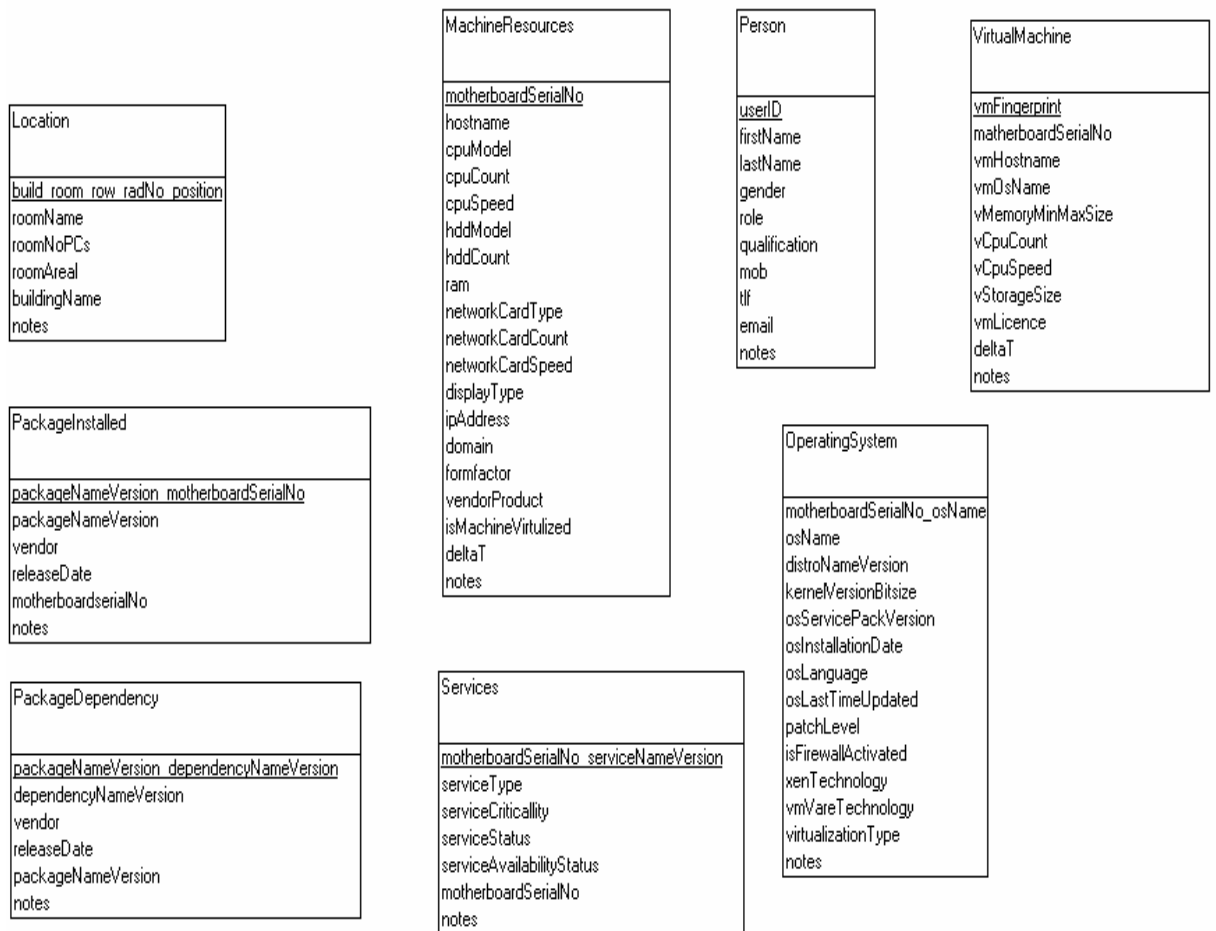 Location
build_room_row_radNo_position
roomName
roomNoPCs
roomAreal
buildingName
notes
PackageInstalled
packageNameVersion_motherboardSerialNo
packageNameVersion
vendor
releaseDate
motherboardserialNo
notes
PackageDependency
packageNameVersion_dependencyNameVersion
dependencyNameVersion
vendor
releaseDate
packageNameVersion
notes
MachineResources
motherboardSerialNo
hostname
cpuModel
cpuCount
cpuSpeed
hddModel
hddCount
ram
networkCardType
networkCardCount
networkCardSpeed
displayType
ipAddress
domain
formfactor
vendorProduct
isMachineVirtulized
deltaT
notes
Services
motherboardSerialNo_serviceNameVersion
serviceType
serviceCriticallity
serviceStatus
serviceAvailabilityStatus
motherboardSerialNo
notes
Person
userID
firstName
lastName
gender
role
qualification
mob
tlf
email
notes
OperatingSystem
motherboardSerialNo_osName
osName
distroNameVersion
kernelVersionBitsize
osServicePackVersion
osInstallationDate
osLanguage
osLastTimeUpdated
patchLevel
isFirewallActivated
xenTechnology
vmVareTechnology
virtualizationType
notes
VirtualMachine
vmFingerprint
matherboardSerialNo
vmHostname
vmOsName
vMemoryMinMaxSize
vCpuCount
vCpuSpeed
vStorageSize
vmLicence
deltaT
notes